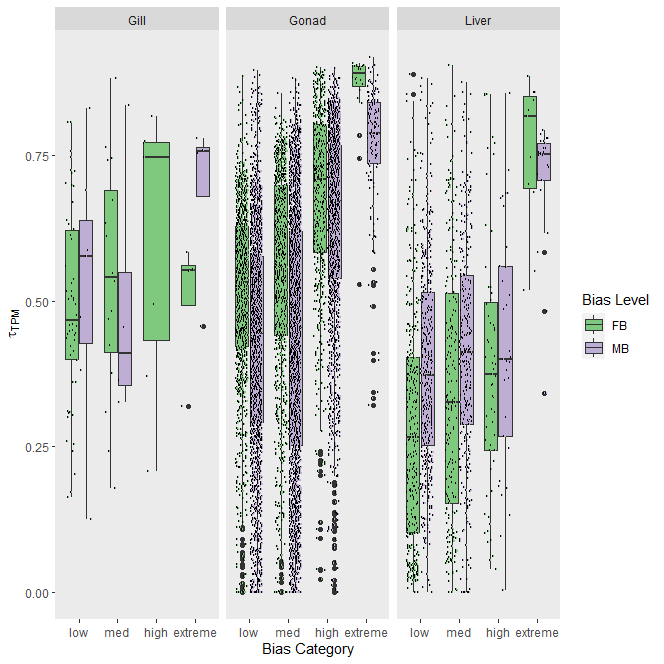 Gill Gonad Liver
τTPM
0.75
0.50
0.25
0.00
low med high extreme low med high extreme low med high extreme
Bias Category
Bias Level
FB
MB